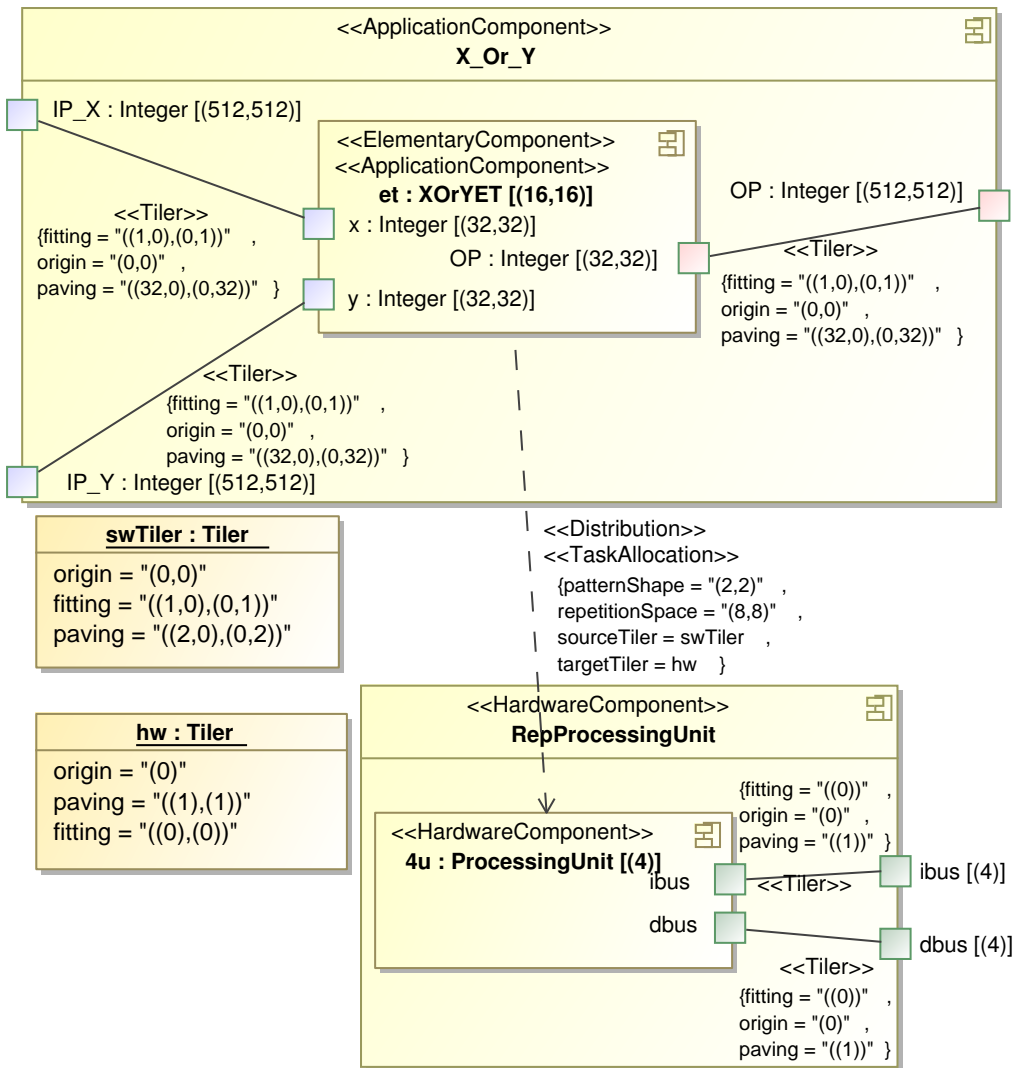 <<ApplicationComponent>>
X_Or_Y
IP_X : Integer [(512,512)]
<<ElementaryComponent>>
<<ApplicationComponent>>
et : XOrYET [(16,16)]
x : Integer [(32,32)]
OP : Integer [(32,32)]
y : Integer [(32,32)]
OP : Integer [(512,512)]
<<Tiler>>
{fitting = "((1,0),(0,1))" ,
origin = "(0,0)" ,
paving = "((32,0),(0,32))" }
<<Tiler>>
{fitting = "((1,0),(0,1))" ,
origin = "(0,0)" ,
paving = "((32,0),(0,32))" }
<<Tiler>>
{fitting = "((1,0),(0,1))" ,
origin = "(0,0)" ,
paving = "((32,0),(0,32))" }
IP_Y : Integer [(512,512)]
swTiler : Tiler
origin = "(0,0)"
fitting = "((1,0),(0,1))"
paving = "((2,0),(0,2))"
<<Distribution>>
<<TaskAllocation>>
{patternShape = "(2,2)" ,
repetitionSpace = "(8,8)" ,
sourceTiler = swTiler ,
targetTiler = hw }
hw : Tiler
origin = "(0)"
paving = "((1),(1))"
fitting = "((0),(0))"
<<HardwareComponent>>
RepProcessingUnit
{fitting = "((0))" ,
origin = "(0)" ,
paving = "((1))" }
<<HardwareComponent>>
4u : ProcessingUnit [(4)]
ibus
<<Tiler>>
ibus [(4)]
dbus
dbus [(4)]
<<Tiler>>
{fitting = "((0))" ,
origin = "(0)" ,
paving = "((1))" }